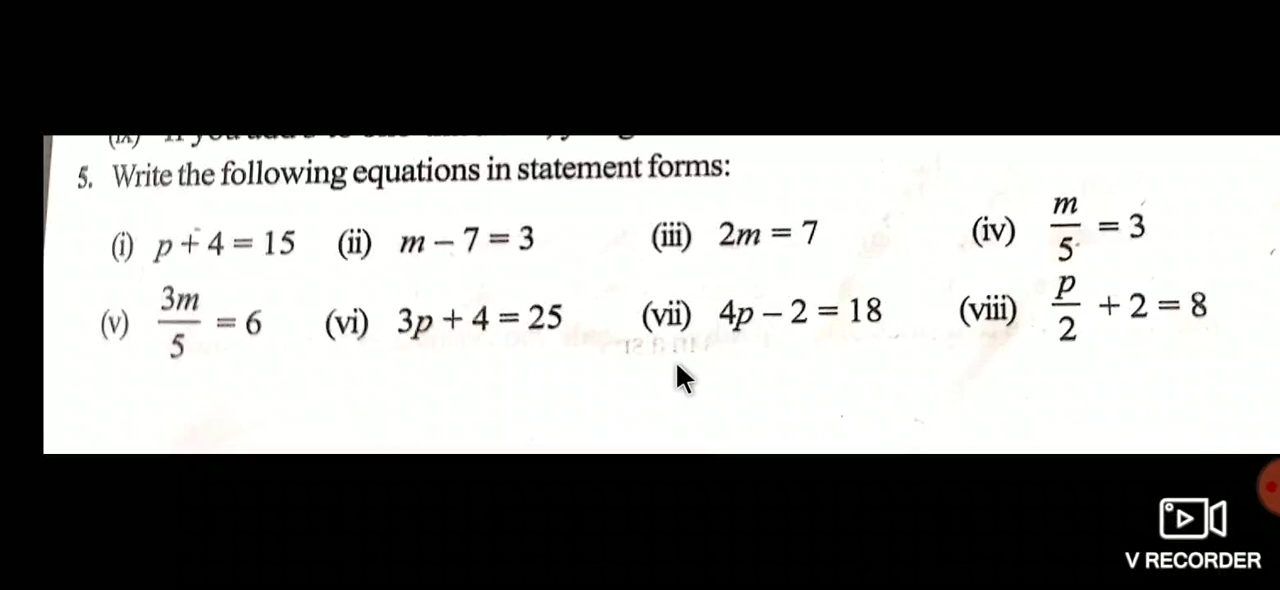 5. Write the following equations in statement forms:
(i) p + 4 = 15 (ii) m – 7 = 3 (iii) 2m = 7 (iv) m/5 = 3
(v) 3m/5 = 6 (vi) 3p + 4 = 25 (vii) 4p – 2 = 18 (viii) p/2 + 2 = 8
V RECORDER